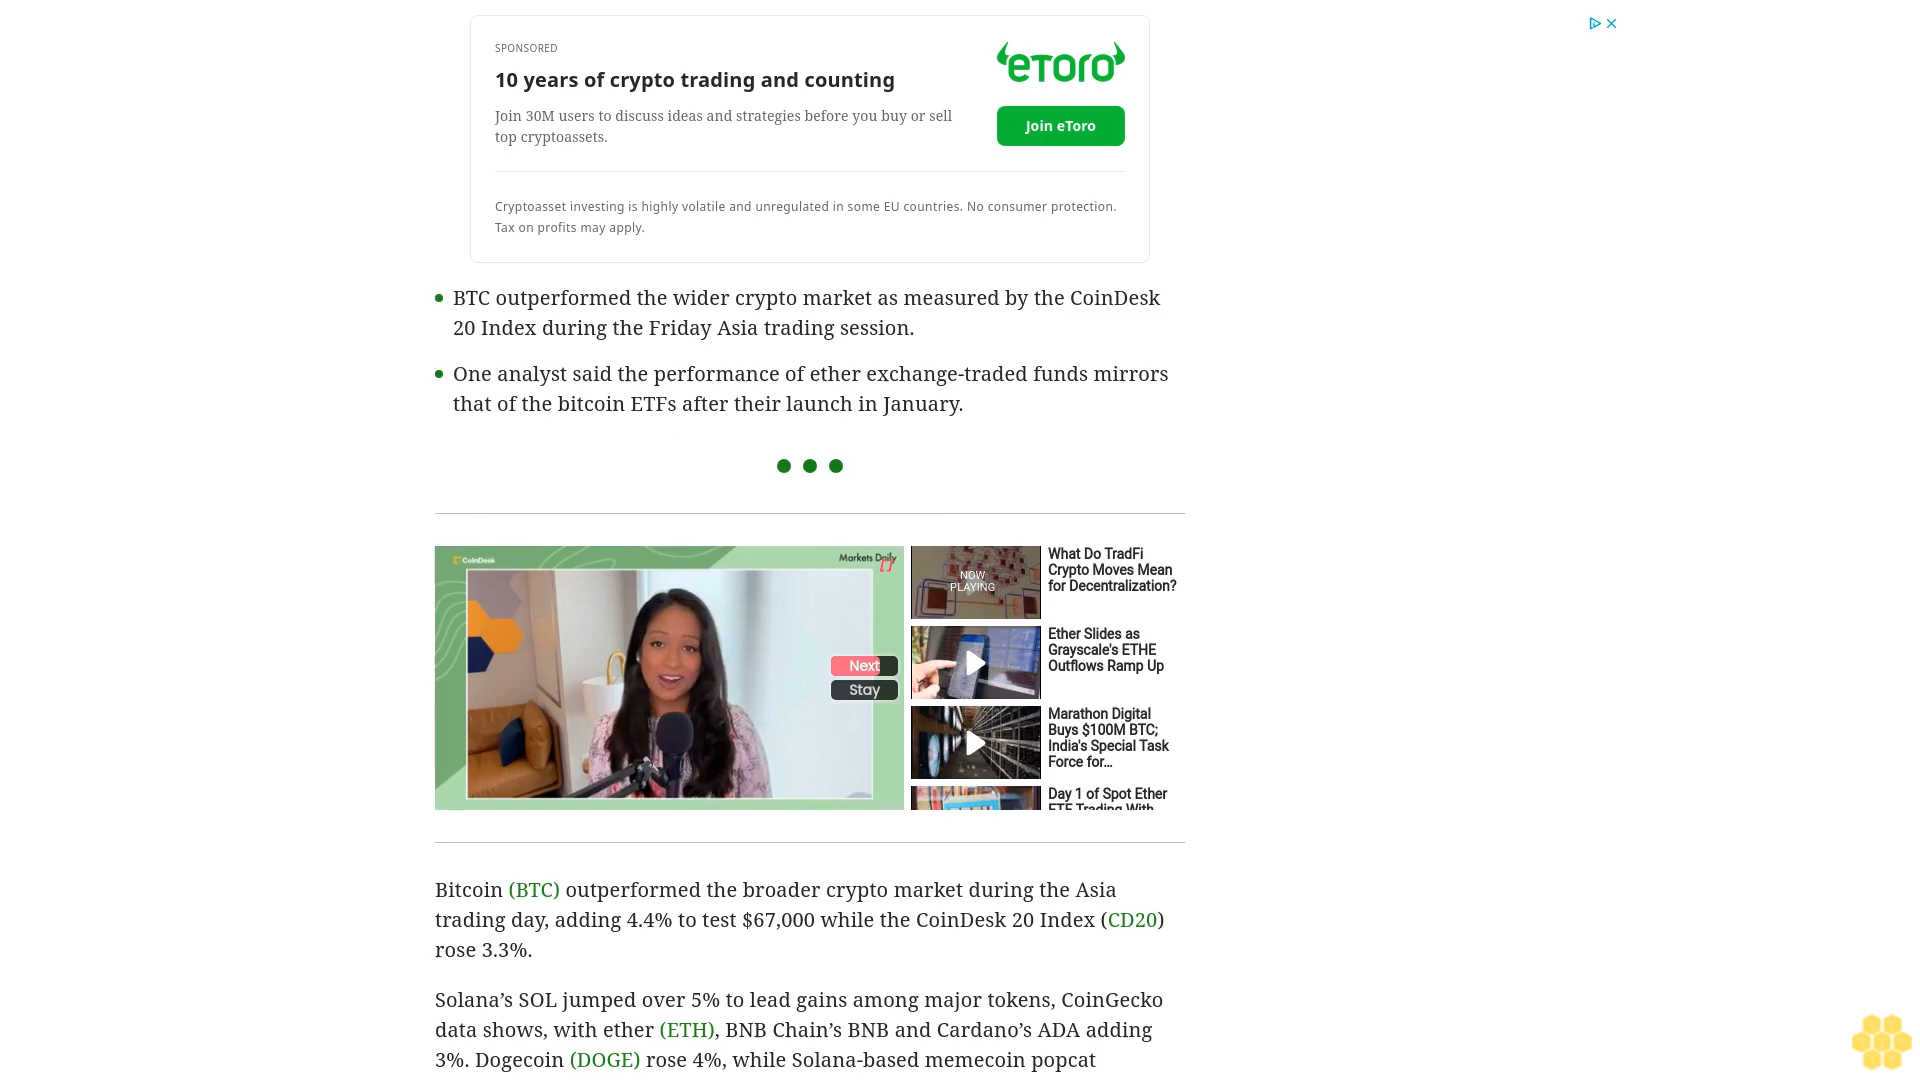 SPONSORED
10 years of crypto trading and counting
Join 30M users to discuss ideas and strategies before you buy or sell
top cryptoassets.
eToro
Join eToro
Cryptoasset investing is highly volatile and unregulated in some EU countries. No consumer protection.
Tax on profits may apply.
BTC outperformed the wider crypto market as measured by the CoinDesk
20 Index during the Friday Asia trading session.
One analyst said the performance of ether exchange-traded funds mirrors
that of the bitcoin ETFs after their launch in January.
CoinDesk
Markets Daily
Next
Stay
NOW
PLAYING
What Do TradFi
Crypto Moves Mean
for Decentralization?
Ether Slides as
Grayscale's ETHE
Outflows Ramp Up
Marathon Digital
Buys $100M BTC;
India's Special Task
Force for...
Day 1 of Spot Ether
ETF Trading With
Bitcoin (BTC) outperformed the broader crypto market during the Asia
trading day, adding 4.4% to test $67,000 while the CoinDesk 20 Index (CD20)
rose 3.3%.
Solana’s SOL jumped over 5% to lead gains among major tokens, CoinGecko
data shows, with ether (ETH), BNB Chain’s BNB and Cardano’s ADA adding
3%. Dogecoin (DOGE) rose 4%, while Solana-based memecoin popcat